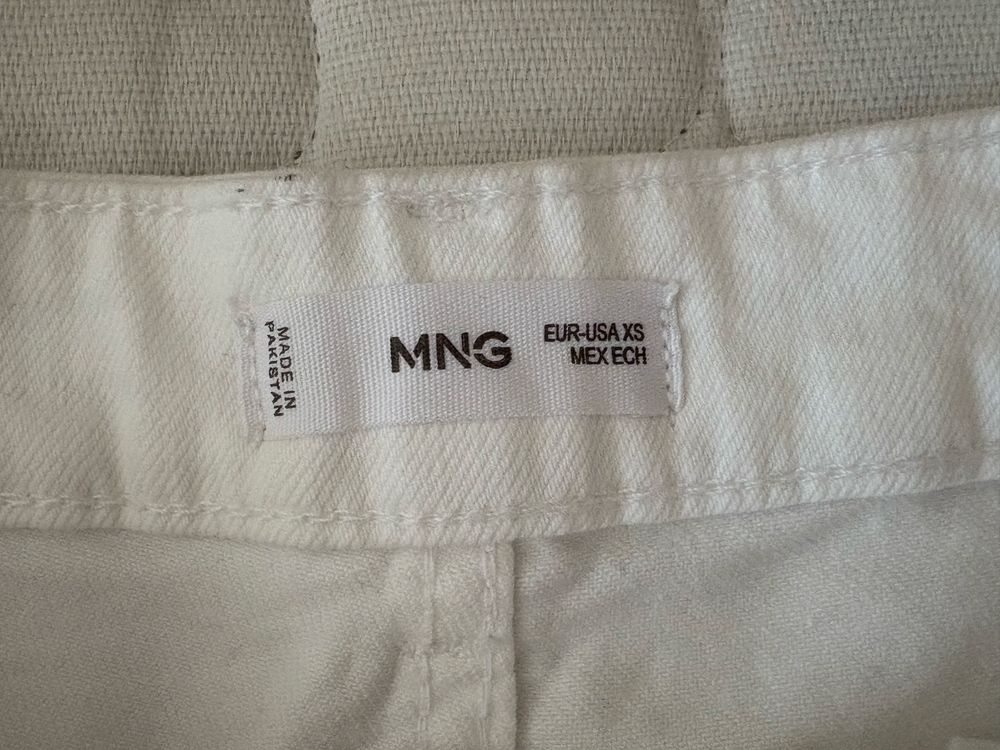 MADE IN
PAKISTAN
MNG
EUR-USA XS
MEX ECH